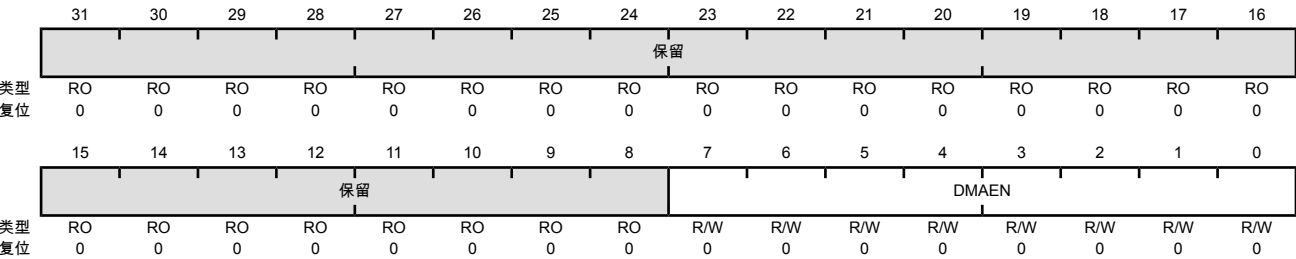 31 30 29 28 27 26 25 24 23 22 21 20 19 18 17 16
保留
类型 RO RO RO RO RO RO RO RO RO RO RO RO RO RO RO RO
复位 0 0 0 0 0 0 0 0 0 0 0 0 0 0 0 0
15 14 13 12 11 10 9 8 7 6 5 4 3 2 1 0
保留 DMAEN
类型 RO RO RO RO RO RO RO RO R/W R/W R/W R/W R/W R/W R/W R/W
复位 0 0 0 0 0 0 0 0 0 0 0 0 0 0 0 0